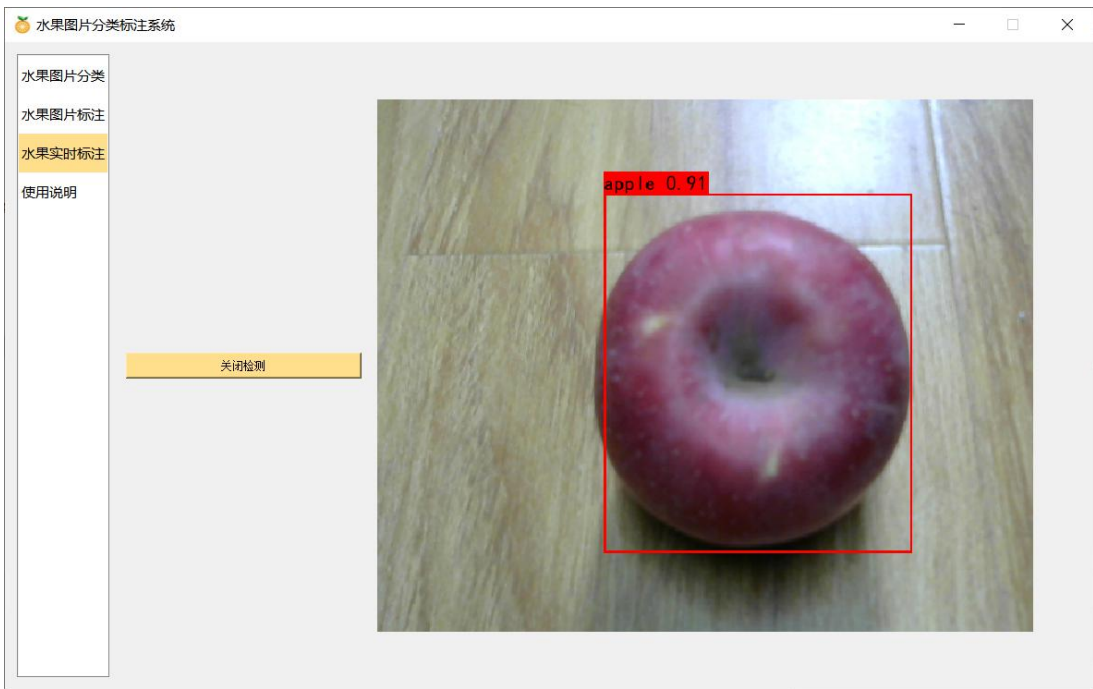 水果图片分类标注系统
水果图片分类
水果图片标注
水果实时标注
使用说明
关闭检测
apple 0.91